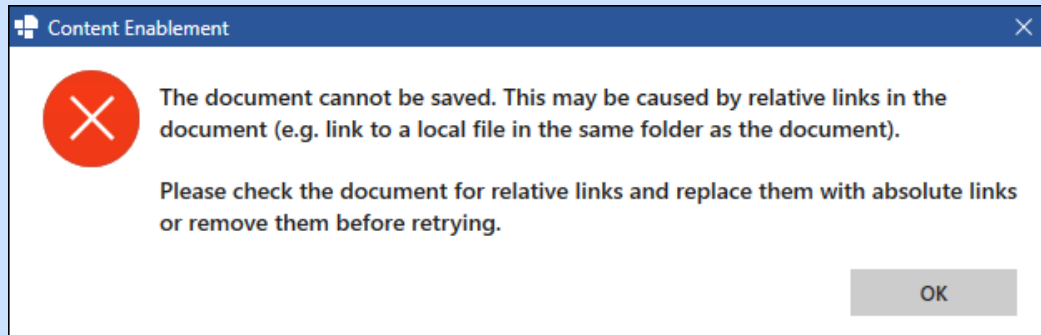 Content Enablement
The document cannot be saved. This may be caused by relative links in the
document (e.g. link to a local file in the same folder as the document).
Please check the document for relative links and replace them with absolute links
or remove them before retrying.
OK